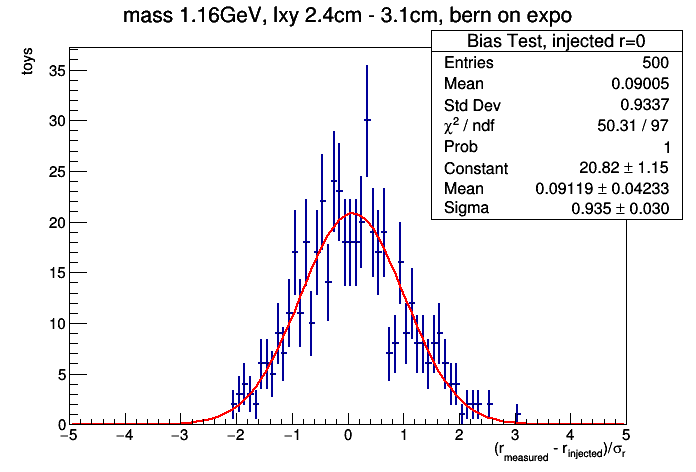 mass 1.16GeV, lxy 2.4cm - 3.1cm, bern on expo
Bias Test, injected r=0
Entries 500
Mean 0.09005
Std Dev 0.9337
χ² / ndf 50.31 / 97
Prob 1
Constant 20.82 ± 1.15
Mean 0.09119 ± 0.04233
Sigma 0.935 ± 0.030
toys
35
30
25
20
15
10
5
0
−5 −4 −3 −2 −1 0 1 2 3 4 5
(r_measured - r_injected)/σ_r